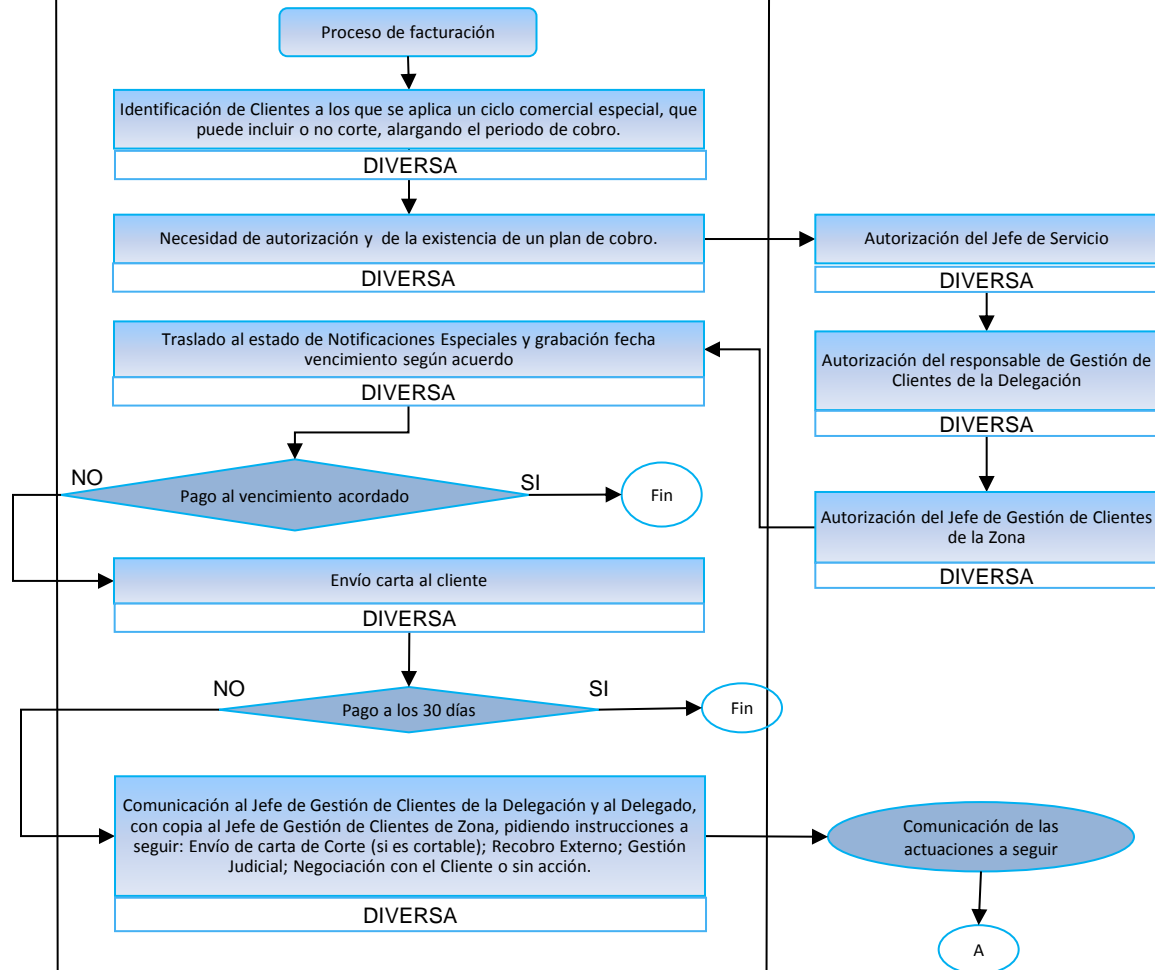 Proceso de facturación
Identificación de Clientes a los que se aplica un ciclo comercial especial, que
puede incluir o no corte, alargando el periodo de cobro.
DIVERSA
Necesidad de autorización y de la existencia de un plan de cobro.
DIVERSA
Autorización del Jefe de Servicio
DIVERSA
Autorización del responsable de Gestión de
Clientes de la Delegación
DIVERSA
Autorización del Jefe de Gestión de Clientes
de la Zona
DIVERSA
Traslado al estado de Notificaciones Especiales y grabación fecha
vencimiento según acuerdo
DIVERSA
NO
Pago al vencimiento acordado
SI
Fin
Envío carta al cliente
DIVERSA
NO
Pago a los 30 días
SI
Fin
Comunicación al Jefe de Gestión de Clientes de la Delegación y al Delegado,
con copia al Jefe de Gestión de Clientes de Zona, pidiendo instrucciones a
seguir: Envío de carta de Corte (si es cortable); Recobro Externo; Gestión
Judicial; Negociación con el Cliente o sin acción.
DIVERSA
Comunicación de las
actuaciones a seguir
A